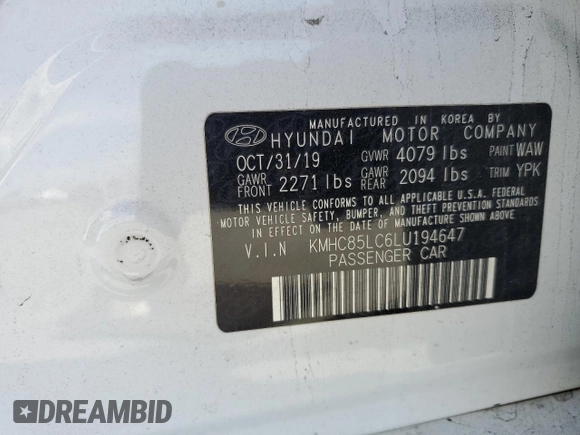 MANUFACTURED IN KOREA BY
HYUNDAI MOTOR COMPANY
OCT/31/19 GVWR 4079 lbs PAINT WAW
GAWR FRONT 2271 lbs GAWR REAR 2094 lbs TRIM YPK
THIS VEHICLE CONFORMS TO ALL APPLICABLE U.S.A. FEDERAL
MOTOR VEHICLE SAFETY, BUMPER, AND THEFT PREVENTION
STANDARDS IN EFFECT ON THE DATE OF MANUFACTURE SHOWN ABOVE.
V.I.N KMHC85LC6LU194647
PASSENGER CAR
DREAMBID